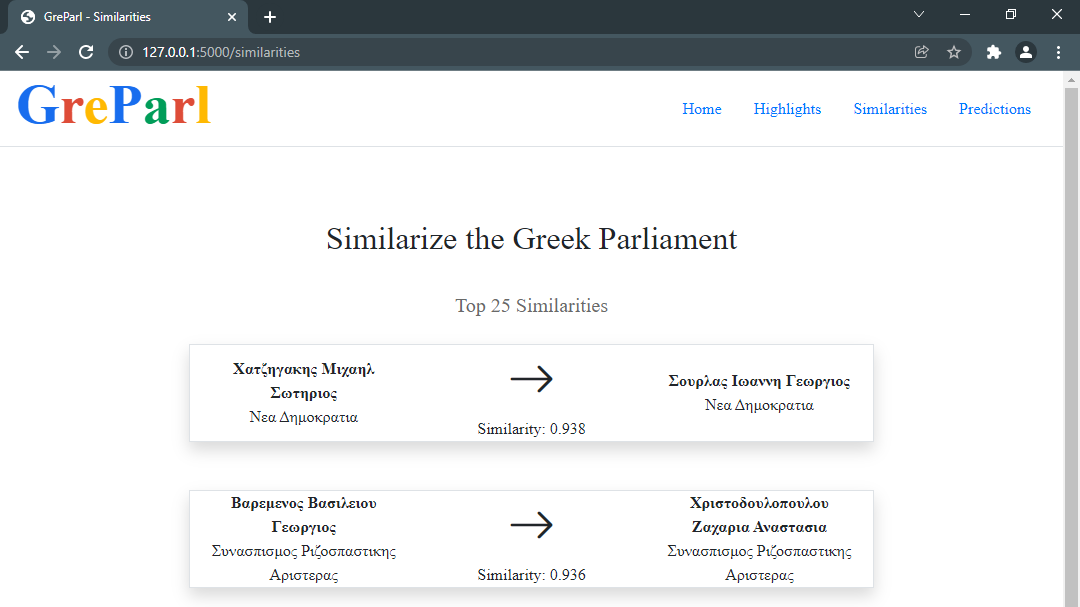 GreParl - Similarities
127.0.0.1:5000/similarities
GreParl
Home Highlights Similarities Predictions
Similarize the Greek Parliament
Top 25 Similarities
Χατζηγακης Μιχαηλ
Σωτηριος
Νεα Δημοκρατια
Similarity: 0.938
Σουρλας Ιωαννη Γεωργιος
Νεα Δημοκρατια
Βαρεμενος Βασιλειου
Γεωργιος
Συνασπισμος Ριζοσπαστικης
Αριστερας
Similarity: 0.936
Χριστοδουλοπουλου
Ζαχαρια Αναστασια
Συνασπισμος Ριζοσπαστικης
Αριστερας